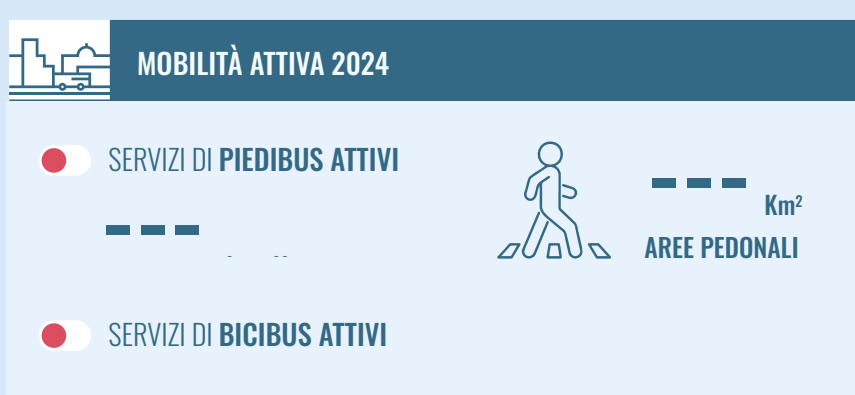 MOBILITÀ ATTIVA 2024
SERVIZI DI PIEDIBUS ATTIVI
---
--- Km²
AREE PEDONALI
SERVIZI DI BICIBUS ATTIVI